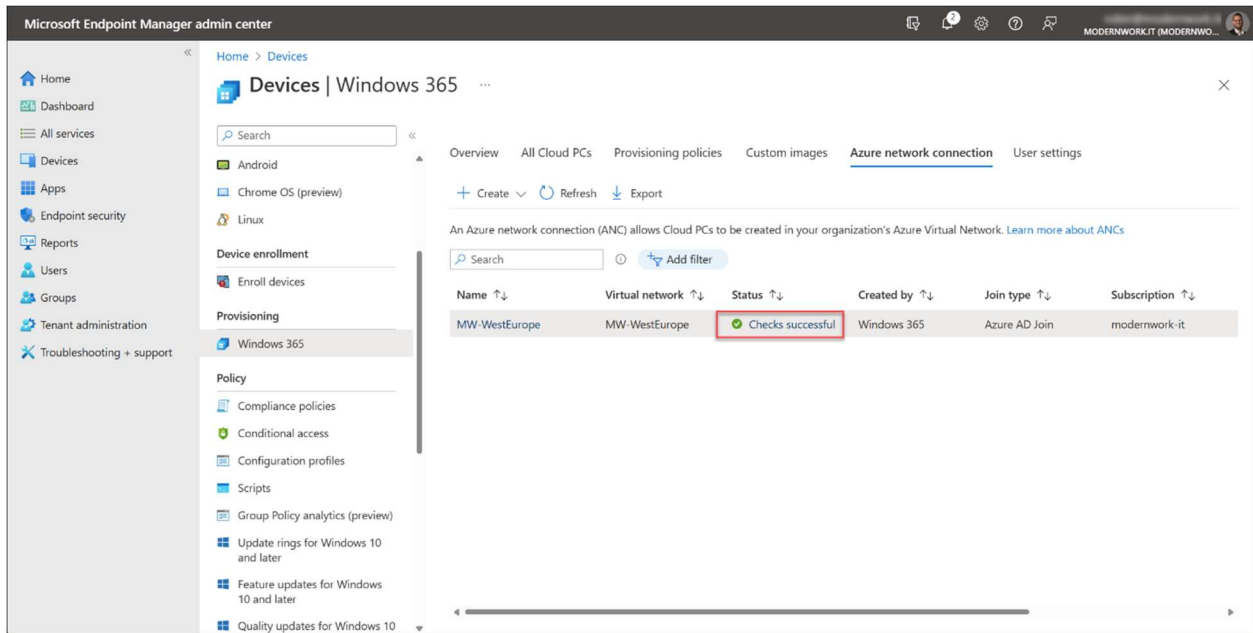 Microsoft Endpoint Manager admin center
2
MODERNWORK.IT (MODERNWO...
Home
Dashboard
All services
Devices
Apps
Endpoint security
Reports
Users
Groups
Tenant administration
Troubleshooting + support
Home > Devices
Devices | Windows 365 ...
Search
Android
Chrome OS (preview)
Linux
Device enrollment
Enroll devices
Provisioning
Windows 365
Policy
Compliance policies
Conditional access
Configuration profiles
Scripts
Group Policy analytics (preview)
Update rings for Windows 10
and later
Feature updates for Windows
10 and later
Quality updates for Windows 10
Overview All Cloud PCs Provisioning policies Custom images Azure network connection User settings
Create Refresh Export
An Azure network connection (ANC) allows Cloud PCs to be created in your organization's Azure Virtual Network. Learn more about ANCs
Search Add filter
Name Virtual network Status Created by Join type Subscription
MW-WestEurope MW-WestEurope Checks successful Windows 365 Azure AD Join modernwork-it